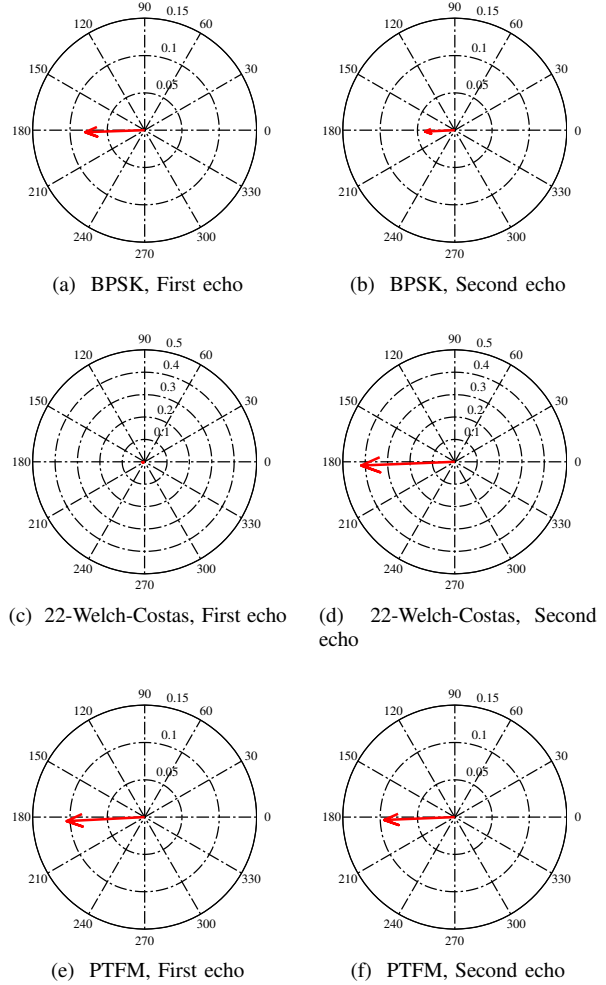 90 0.15 90 0.15
120 60 120 60
0.1 0.1
150 30 150 30
0.05 0.05
180 0 180 0
210 330 210 330
240 300 240 300
270 270
(a) BPSK, First echo (b) BPSK, Second echo
90 0.5 90 0.5
120 60 120 60
0.4 0.4
0.3 0.3
150 30 150 30
0.2 0.2
0.1 0.1
180 0 180 0
210 330 210 330
240 300 240 300
270 270
(c) 22-Welch-Costas, First echo (d) 22-Welch-Costas, Second
echo
90 0.15 90 0.15
120 60 120 60
0.1 0.1
150 30 150 30
0.05 0.05
180 0 180 0
210 330 210 330
240 300 240 300
270 270
(e) PTFM, First echo (f) PTFM, Second echo